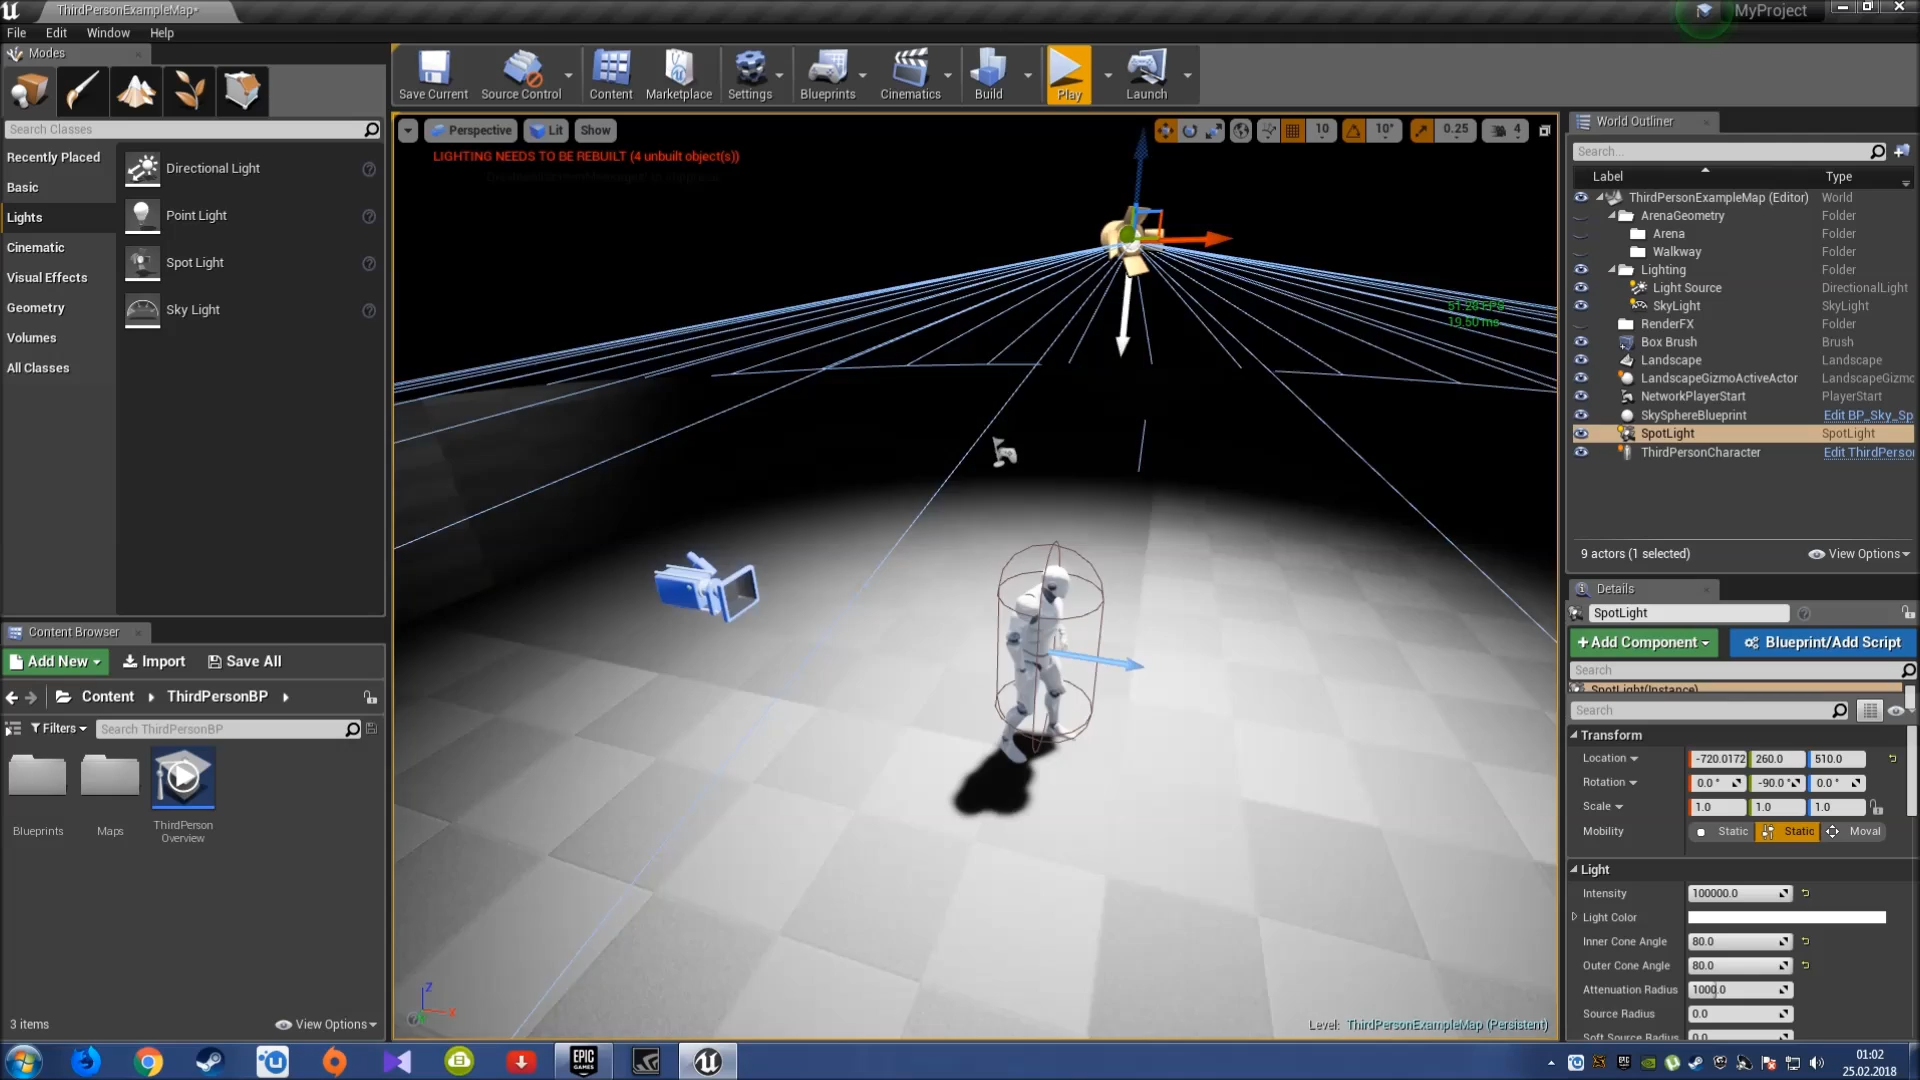 ThirdPersonExampleMap*
MyProject
File Edit Window Help
Modes
Save Current
Source Control
Content
Marketplace
Settings
Blueprints
Cinematics
Build
Play
Launch
Search Classes
Recently Placed
Basic
Lights
Cinematic
Visual Effects
Geometry
Volumes
All Classes
Directional Light
Point Light
Spot Light
Sky Light
Perspective
Lit
Show
10
10°
0.25
4
LIGHTING NEEDS TO BE REBUILT (4 unbuilt object(s))
19.50 ms
Level: ThirdPersonExampleMap (Persistent)
World Outliner
Search...
Label Type
ThirdPersonExampleMap (Editor) World
ArenaGeometry Folder
Arena Folder
Walkway Folder
Lighting Folder
Light Source DirectionalLight
SkyLight SkyLight
RenderFX Folder
Box Brush Brush
Landscape Landscape
LandscapeGizmoActiveActor LandscapeGizmo
NetworkPlayerStart PlayerStart
SkySphereBlueprint Edit BP_Sky_Sp
SpotLight SpotLight
ThirdPersonCharacter Edit ThirdPerso
9 actors (1 selected)
View Options
Details
SpotLight
+Add Component
Blueprint/Add Script
Search
SpotLight(Instance)
Search
Transform
Location -720.0172 260.0 510.0
Rotation 0.0 ° -90.0 ° 0.0 °
Scale 1.0 1.0 1.0
Mobility Static Static Moval
Light
Intensity 100000.0
Light Color
Inner Cone Angle 80.0
Outer Cone Angle 80.0
Attenuation Radius 1000.0
Source Radius 0.0
Soft Source Radius 0.0
Content Browser
Add New
Import
Save All
Content
ThirdPersonBP
Filters
Search ThirdPersonBP
Blueprints
Maps
ThirdPerson
Overview
3 items
View Options
Z
X
EPIC
GAMES
01:02
25.02.2018